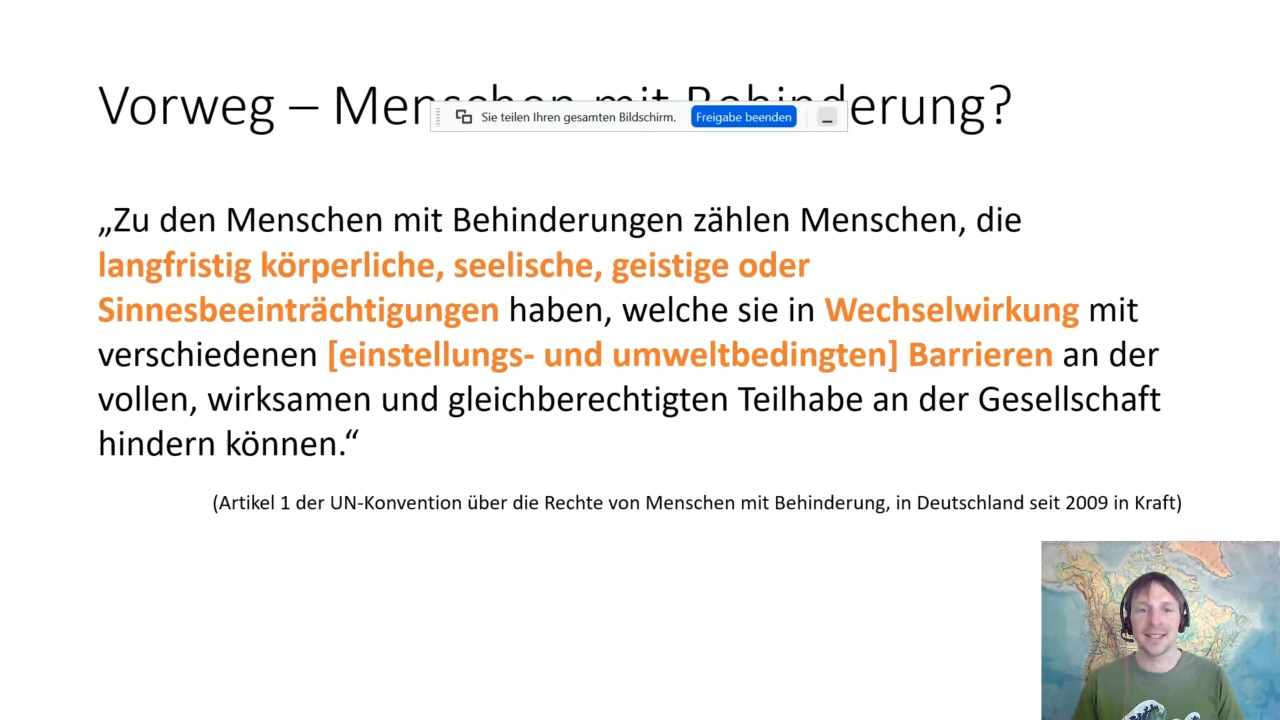 Vorweg – Menschen mit Behinderung?
Sie teilen Ihren gesamten Bildschirm. Freigabe beenden
„Zu den Menschen mit Behinderungen zählen Menschen, die
langfristig körperliche, seelische, geistige oder
Sinnesbeeinträchtigungen haben, welche sie in Wechselwirkung mit
verschiedenen [einstellungs- und umweltbedingten] Barrieren an der
vollen, wirksamen und gleichberechtigten Teilhabe an der Gesellschaft
hindern können.“
(Artikel 1 der UN-Konvention über die Rechte von Menschen mit Behinderung, in Deutschland seit 2009 in Kraft)